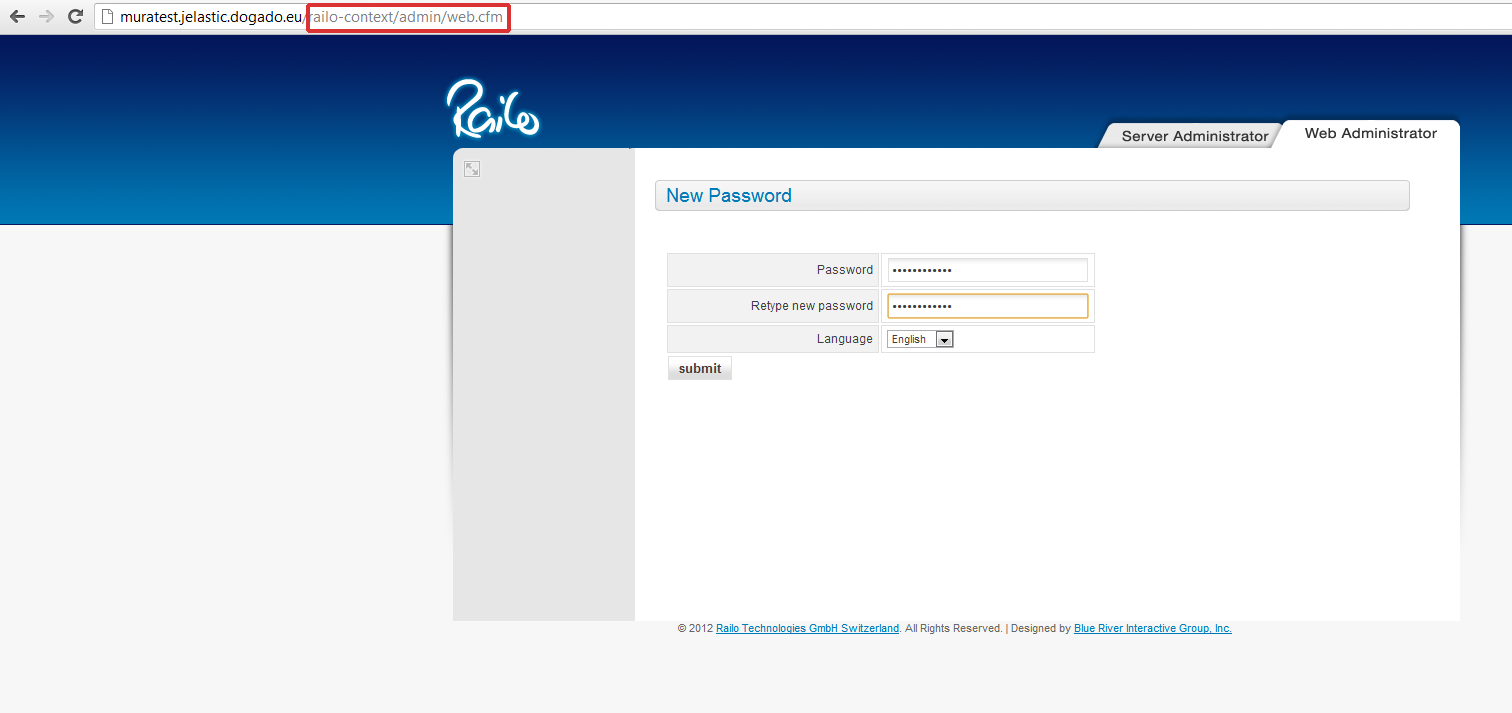 muratest.jelastic.dogado.eu/railo-context/admin/web.cfm
Railo
Server Administrator
Web Administrator
New Password
Password ••••••••••••
Retype new password ••••••••••••
Language English
submit
© 2012 Railo Technologies GmbH Switzerland. All Rights Reserved. | Designed by Blue River Interactive Group, Inc.